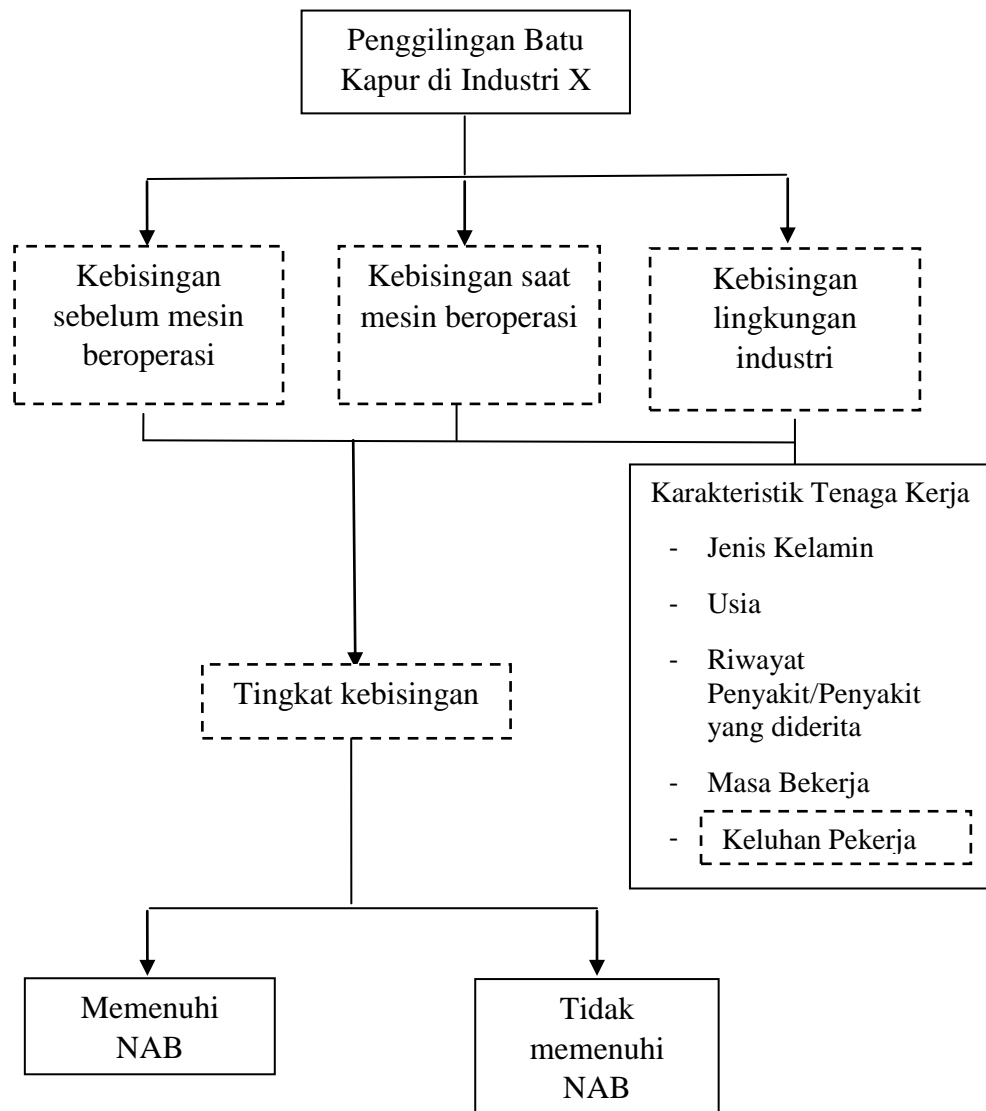 Penggilingan Batu
Kapur di Industri X
Kebisingan
sebelum mesin
beroperasi
Kebisingan saat
mesin beroperasi
Kebisingan
lingkungan
industri
Karakteristik Tenaga Kerja
- Jenis Kelamin
- Usia
- Riwayat
Penyakit/Penyakit
yang diderita
- Masa Bekerja
- Keluhan Pekerja
Tingkat kebisingan
Memenuhi
NAB
Tidak
memenuhi
NAB